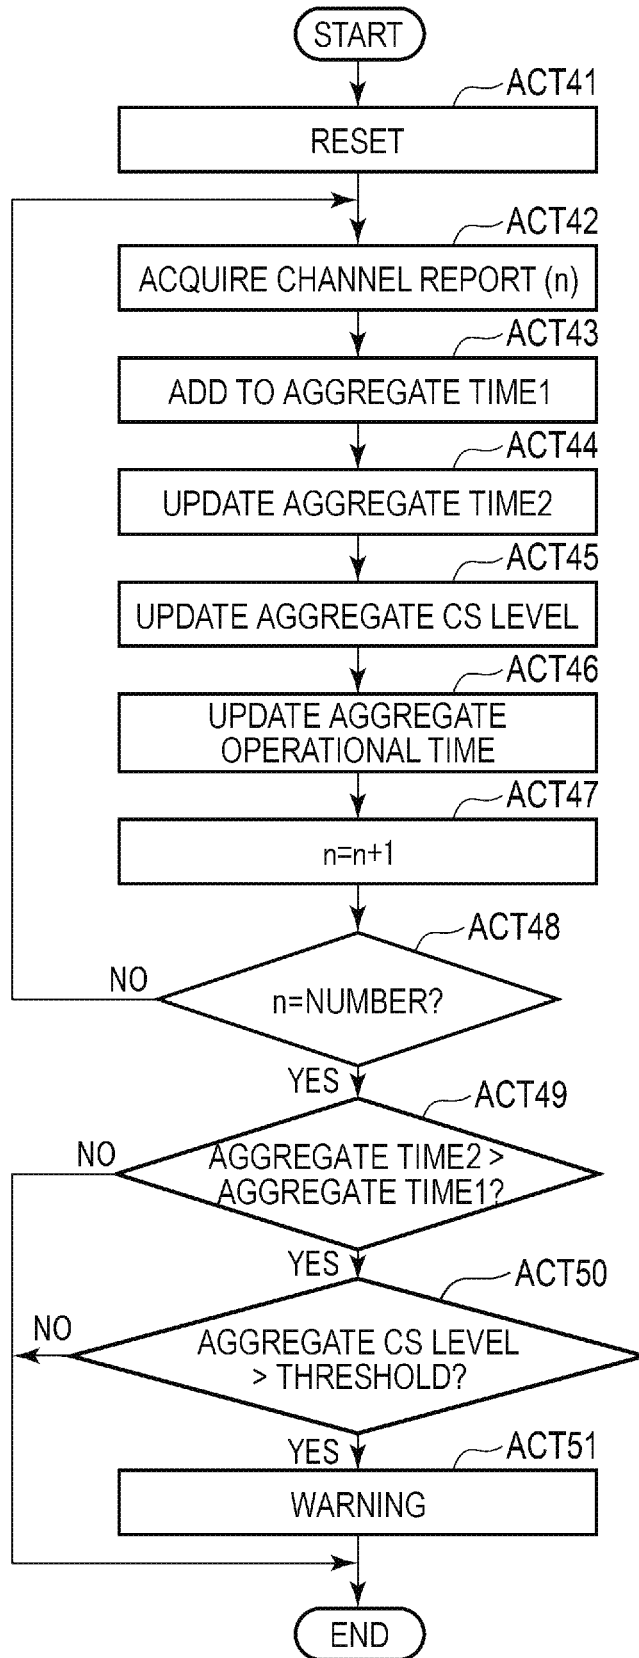 START
ACT41
RESET
ACT42
ACQUIRE CHANNEL REPORT (n)
ACT43
ADD TO AGGREGATE TIME1
ACT44
UPDATE AGGREGATE TIME2
ACT45
UPDATE AGGREGATE CS LEVEL
ACT46
UPDATE AGGREGATE
OPERATIONAL TIME
ACT47
n=n+1
ACT48
NO
n=NUMBER?
YES
ACT49
NO
AGGREGATE TIME2 >
AGGREGATE TIME1?
YES
ACT50
NO
AGGREGATE CS LEVEL
> THRESHOLD?
YES
ACT51
WARNING
END